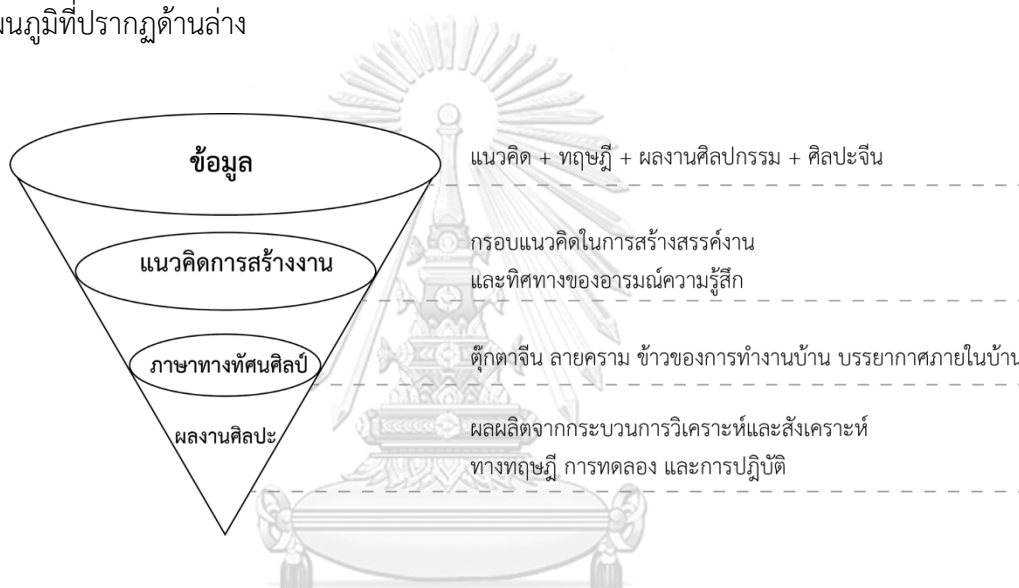 นภูมิที่ปรากฏด้านล่าง
ข้อมูล
แนวคิด + ทฤษฎี + ผลงานศิลปกรรม + ศิลปะจีน
แนวคิดการสร้างงาน
กรอบแนวคิดในการสร้างสรรค์งาน
และทิศทางของอารมณ์ความรู้สึก
ภาษาทางทัศนศิลป์
ตุ๊กตาจีน ลายคราม ข้าวของการทำงานบ้าน บรรยากาศภายในบ้าน
ผลงานศิลปะ
ผลผลิตจากกระบวนการวิเคราะห์และสังเคราะห์
ทางทฤษฎี การทดลอง และการปฏิบัติ